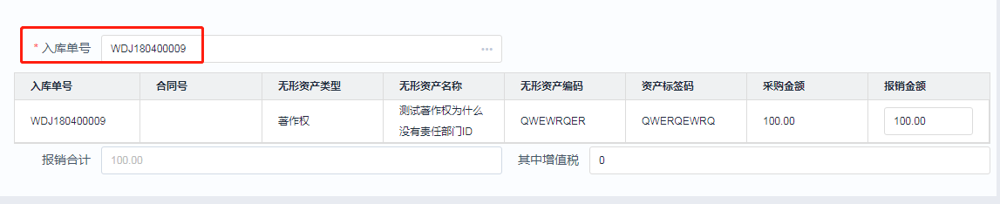 * 入库单号 WDJ180400009 •••
入库单号 合同号 无形资产类型 无形资产名称 无形资产编码 资产标签码 采购金额 报销金额
WDJ180400009 著作权 测试著作权为什么 QWEWRQER QWERQEWRQ 100.00 100.00
没有责任部门ID
报销合计 100.00 其中增值税 0